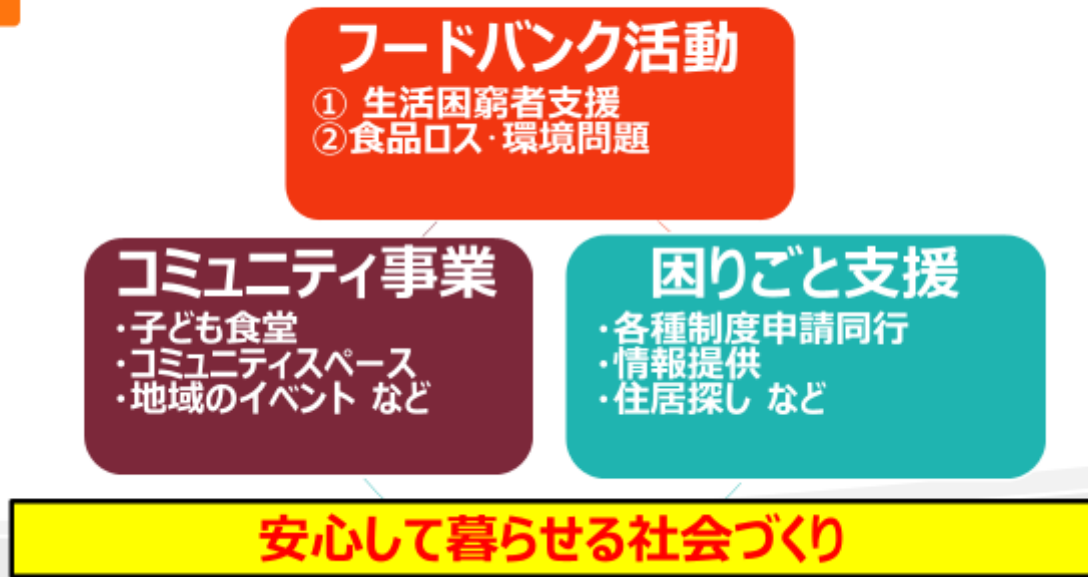 フードバンク活動
① 生活困窮者支援
②食品ロス・環境問題
コミュニティ事業
・子ども食堂
・コミュニティスペース
・地域のイベント など
困りごと支援
・各種制度申請同行
・情報提供
・住居探し など
安心して暮らせる社会づくり